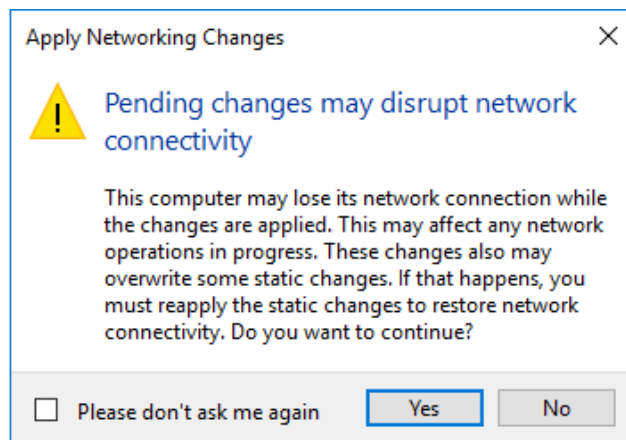 Apply Networking Changes
Pending changes may disrupt network
connectivity
This computer may lose its network connection while
the changes are applied. This may affect any network
operations in progress. These changes also may
overwrite some static changes. If that happens, you
must reapply the static changes to restore network
connectivity. Do you want to continue?
Please don't ask me again
Yes
No